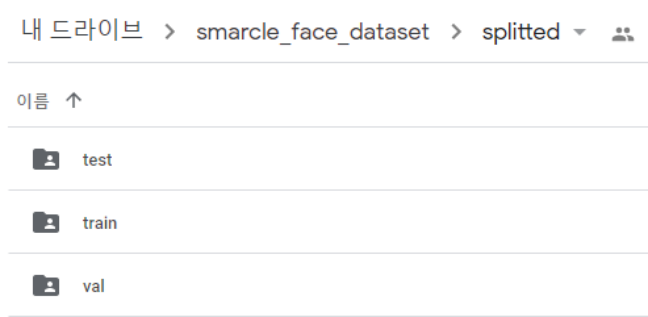 내 드라이브 > smarcle_face_dataset > splitted
이름 ↑
test
train
val